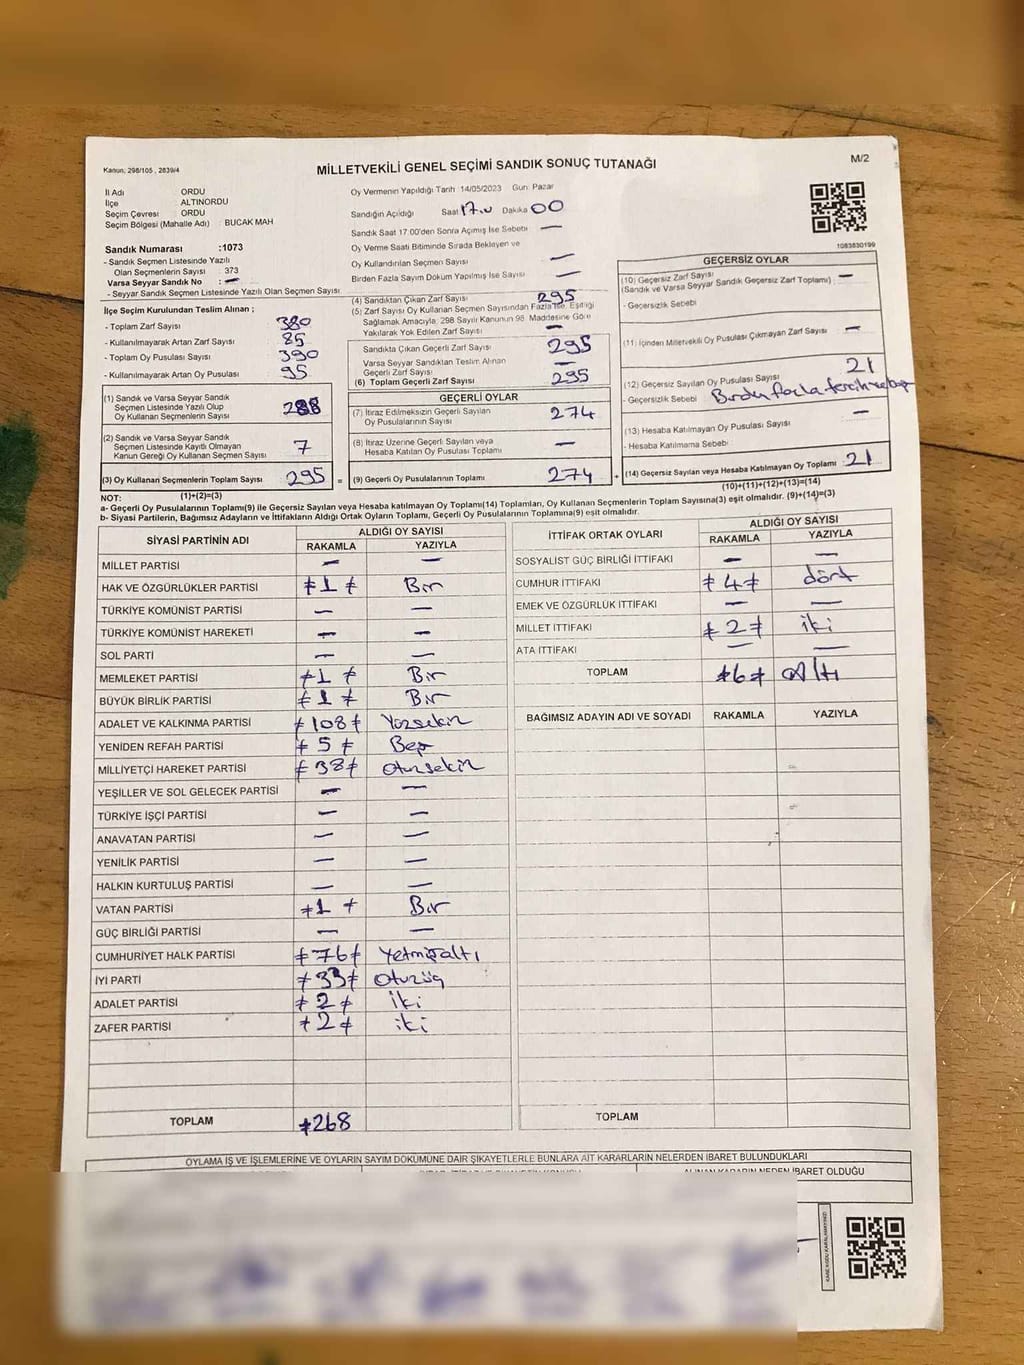 Kanun; 298/105 , 2839/4
MİLLETVEKİLİ GENEL SEÇİMİ SANDIK SONUÇ TUTANAĞI
M/2
İl Adı ORDU
İlçe ALTINORDU
Seçim Çevresi ORDU
Seçim Bölgesi (Mahalle Adı) : BUCAK MAH
Oy Vermenin Yapıldığı Tarih 14/05/2023 Gün: Pazar
Sandığın Açıldığı Saat 17.00 Dakika 00
Sandık Saat 17.00'den Sonra Açımış İse Sebebi —
Oy Verme Saati Bitiminde Sırada Bekleyen ve
Oy Kullandırılan Seçmen Sayısı —
Birden Fazla Sayım Döküm Yapılmış İse Sayısı —
Sandık Numarası :1073
- Sandık Seçmen Listesinde Yazılı
Olan Seçmenlerin Sayısı : 373
Varsa Seyyar Sandık No : —
- Seyyar Sandık Seçmen Listesinde Yazılı Olan Seçmen Sayısı
İlçe Seçim Kurulundan Teslim Alınan ;
- Toplam Zarf Sayısı 380
- Kullanılmayarak Artan Zarf Sayısı 85
- Toplam Oy Pusulası Sayısı 390
- Kullanılmayarak Artan Oy Pusulası 95
(1) Sandık ve Varsa Seyyar Sandık
Seçmen Listesinde Yazılı Olup
Oy Kullanan Seçmenlerin Sayısı 288
(2) Sandık ve Varsa Seyyar Sandık
Seçmen Listesinde Kayıtlı Olmayan
Kanun Gereği Oy Kullanan Seçmen Sayısı 7
(3) Oy Kullanan Seçmenlerin Toplam Sayısı 295
(1)+(2)=(3)
(4) Sandıktan Çıkan Zarf Sayısı 295
(5) Zarf Sayısı Oy Kullanan Seçmen Sayısından Fazla İse, Eşitliği
Sağlamak Amacıyla, 298 Sayılı Kanunun 98. Maddesine Göre
Yakılarak Yok Edilen Zarf Sayısı —
Sandıkta Çıkan Geçerli Zarf Sayısı 295
Varsa Seyyar Sandıktan Teslim Alınan
Geçerli Zarf Sayısı —
(6) Toplam Geçerli Zarf Sayısı 295
GEÇERLİ OYLAR
(7) İtiraz Edilmeksizin Geçerli Sayılan
Oy Pusulalarının Sayısı 274
(8) İtiraz Üzerine Geçerli Sayılan veya
Hesaba Katılan Oy Pusulası Toplamı —
= (9) Geçerli Oy Pusulalarının Toplamı 274
1083830199
GEÇERSİZ OYLAR
(10) Geçersiz Zarf Sayısı —
(Sandık ve Varsa Seyyar Sandık Geçersiz Zarf Toplamı)
- Geçersizlik Sebebi
(11) İçinden Milletvekili Oy Pusulası Çıkmayan Zarf Sayısı —
(12) Geçersiz Sayılan Oy Pusulası Sayısı 21
- Geçersizlik Sebebi Birden fazla tercih sebep
(13) Hesaba Katılmayan Oy Pusulası Sayısı —
- Hesaba Katılmama Sebebi
+ (14) Geçersiz Sayılan veya Hesaba Katılmayan Oy Toplamı : 21
(10)+(11)+(12)+(13)=(14)
NOT:
a- Geçerli Oy Pusulalarının Toplamı(9) ile Geçersiz Sayılan veya Hesaba katılmayan Oy Toplamı(14) Toplamları, Oy Kullanan Seçmenlerin Toplam Sayısına(3) eşit olmalıdır. (9)+(14)=(3)
b- Siyasi Partilerin, Bağımsız Adayların ve İttifakların Aldığı Oyların Toplamı, Geçerli Oy Pusulalarının Toplamına(9) eşit olmalıdır.
SİYASİ PARTİNİN ADI ALDIĞI OY SAYISI
RAKAMLA YAZIYLA
MİLLET PARTİSİ — —
HAK VE ÖZGÜRLÜKLER PARTİSİ ≠1≠ Bir
TÜRKİYE KOMÜNİST PARTİSİ — —
TÜRKİYE KOMÜNİST HAREKETİ — —
SOL PARTİ — —
MEMLEKET PARTİSİ ≠1≠ Bir
BÜYÜK BİRLİK PARTİSİ ≠1≠ Bir
ADALET VE KALKINMA PARTİSİ ≠108≠ Yüzsekiz
YENİDEN REFAH PARTİSİ ≠5≠ Beş
MİLLİYETÇİ HAREKET PARTİSİ ≠38≠ Otuzsekiz
YEŞİLLER VE SOL GELECEK PARTİSİ — —
TÜRKİYE İŞÇİ PARTİSİ — —
ANAVATAN PARTİSİ — —
YENİLİK PARTİSİ — —
HALKIN KURTULUŞ PARTİSİ — —
VATAN PARTİSİ ≠1≠ Bir
GÜÇ BİRLİĞİ PARTİSİ — —
CUMHURİYET HALK PARTİSİ ≠76≠ Yetmişaltı
İYİ PARTİ ≠33≠ Otuzüç
ADALET PARTİSİ ≠2≠ iki
ZAFER PARTİSİ ≠2≠ iki
TOPLAM ≠268
İTTİFAK ORTAK OYLARI ALDIĞI OY SAYISI
RAKAMLA YAZIYLA
SOSYALİST GÜÇ BİRLİĞİ İTTİFAKI — —
CUMHUR İTTİFAKI ≠4≠ dört
EMEK VE ÖZGÜRLÜK İTTİFAKI — —
MİLLET İTTİFAKI ≠2≠ iki
ATA İTTİFAKI — —
TOPLAM ≠6≠ Altı
BAĞIMSIZ ADAYIN ADI VE SOYADI RAKAMLA YAZIYLA
TOPLAM
OYLAMA İŞ VE İŞLEMLERİNE VE OYLARIN SAYIM DÖKÜMÜNE DAİR ŞİKAYETLERLE BUNLARA AİT KARARLARIN NELERDEN İBARET BULUNDUKLARI
ALINAN KARARIN NEDEN İBARET OLDUĞU